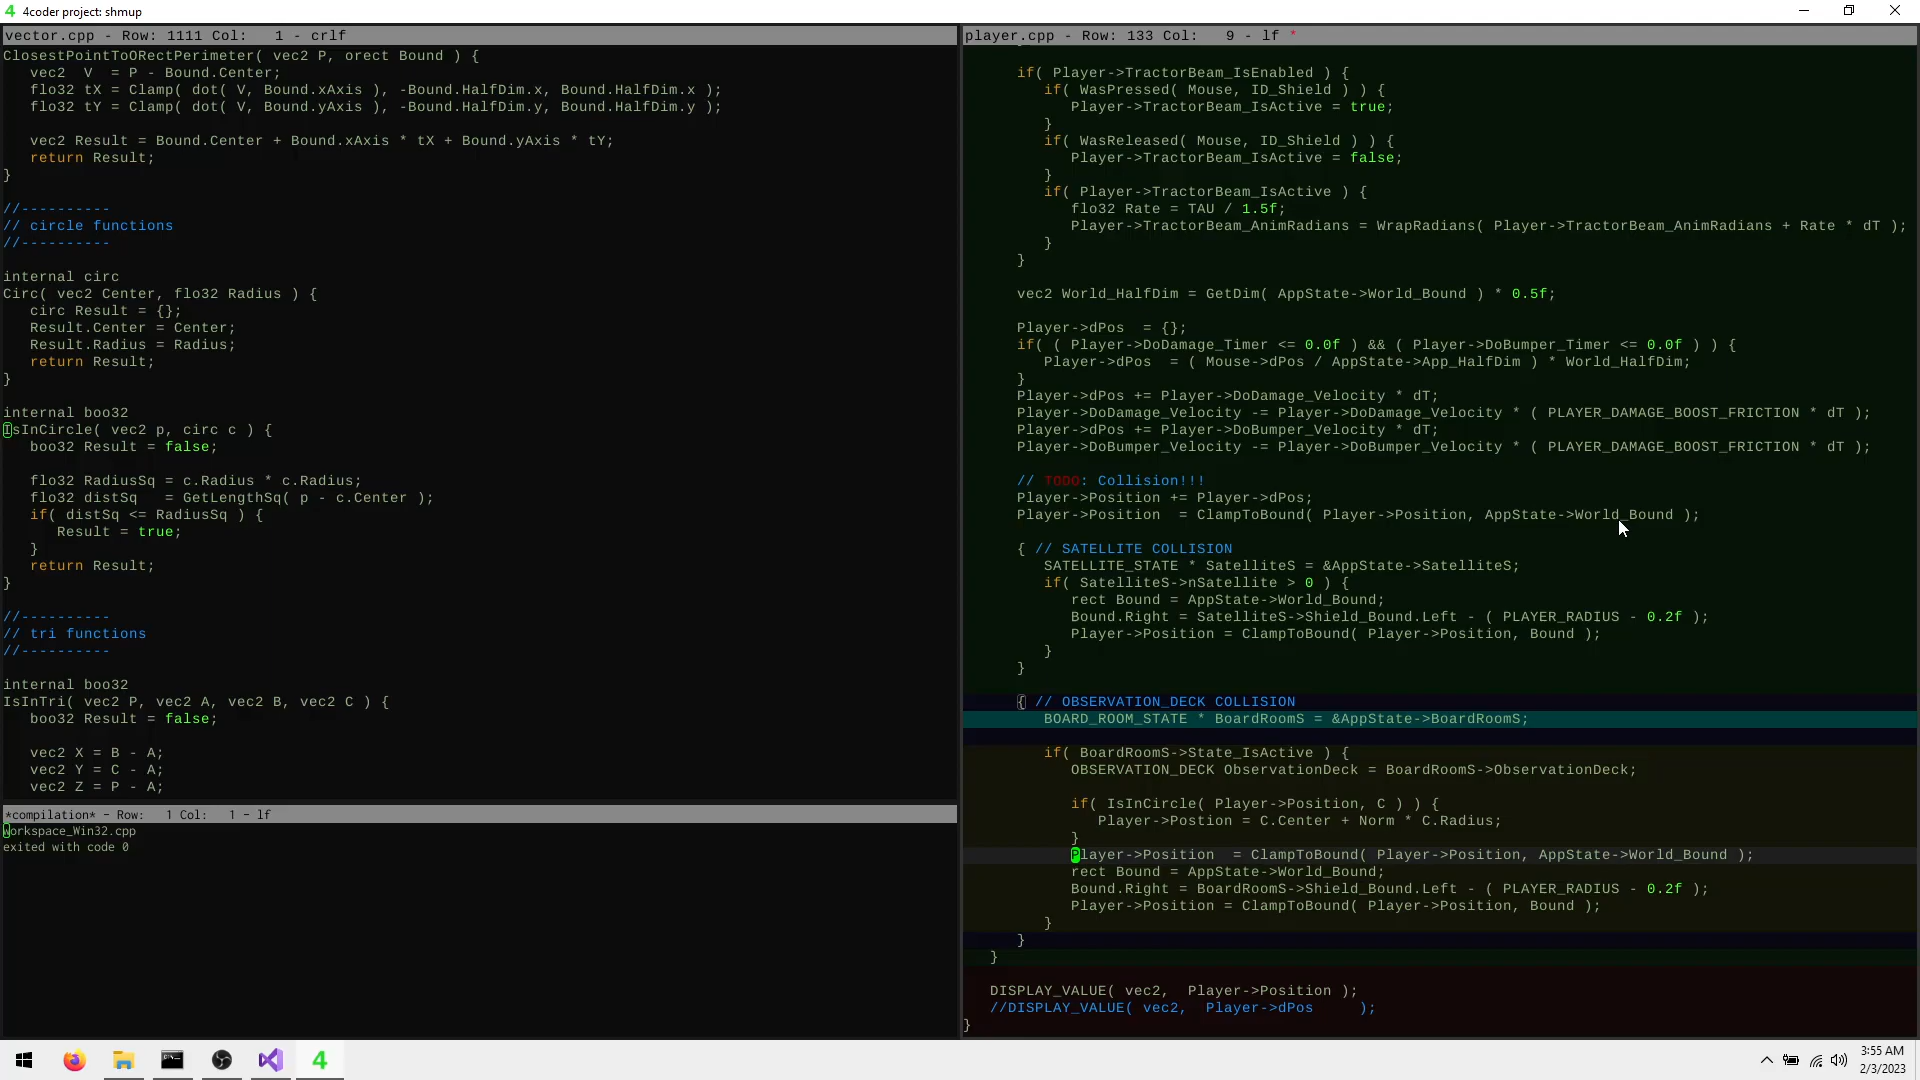 4 4coder project: shmup
vector.cpp - Row: 1111 Col:   1 - crlf
ClosestPointToORectPerimeter( vec2 P, orect Bound ) {
   vec2  V  = P - Bound.Center;
   flo32 tX = Clamp( dot( V, Bound.xAxis ), -Bound.HalfDim.x, Bound.HalfDim.x );
   flo32 tY = Clamp( dot( V, Bound.yAxis ), -Bound.HalfDim.y, Bound.HalfDim.y );
   vec2 Result = Bound.Center + Bound.xAxis * tX + Bound.yAxis * tY;
   return Result;
}
//----------
// circle functions
//----------
internal circ
Circ( vec2 Center, flo32 Radius ) {
   circ Result = {};
   Result.Center = Center;
   Result.Radius = Radius;
   return Result;
}
internal boo32
IsInCircle( vec2 p, circ c ) {
   boo32 Result = false;
   flo32 RadiusSq = c.Radius * c.Radius;
   flo32 distSq   = GetLengthSq( p - c.Center );
   if( distSq <= RadiusSq ) {
      Result = true;
   }
   return Result;
}
//----------
// tri functions
//----------
internal boo32
IsInTri( vec2 P, vec2 A, vec2 B, vec2 C ) {
   boo32 Result = false;
   vec2 X = B - A;
   vec2 Y = C - A;
   vec2 Z = P - A;
*compilation* - Row:   1 Col:   1 - lf
workspace_Win32.cpp
exited with code 0
player.cpp - Row: 133 Col:   9 - lf *
      if( Player->TractorBeam_IsEnabled ) {
         if( WasPressed( Mouse, ID_Shield ) ) {
            Player->TractorBeam_IsActive = true;
         }
         if( WasReleased( Mouse, ID_Shield ) ) {
            Player->TractorBeam_IsActive = false;
         }
         if( Player->TractorBeam_IsActive ) {
            flo32 Rate = TAU / 1.5f;
            Player->TractorBeam_AnimRadians = WrapRadians( Player->TractorBeam_AnimRadians + Rate * dT );
         }
      }
      vec2 World_HalfDim = GetDim( AppState->World_Bound ) * 0.5f;
      Player->dPos  = {};
      if( ( Player->DoDamage_Timer <= 0.0f ) && ( Player->DoBumper_Timer <= 0.0f ) ) {
         Player->dPos  = ( Mouse->dPos / AppState->App_HalfDim ) * World_HalfDim;
      }
      Player->dPos += Player->DoDamage_Velocity * dT;
      Player->DoDamage_Velocity -= Player->DoDamage_Velocity * ( PLAYER_DAMAGE_BOOST_FRICTION * dT );
      Player->dPos += Player->DoBumper_Velocity * dT;
      Player->DoBumper_Velocity -= Player->DoBumper_Velocity * ( PLAYER_DAMAGE_BOOST_FRICTION * dT );
      // TODO: Collision!!!
      Player->Position += Player->dPos;
      Player->Position  = ClampToBound( Player->Position, AppState->World_Bound );
      { // SATELLITE COLLISION
         SATELLITE_STATE * SatelliteS = &AppState->SatelliteS;
         if( SatelliteS->nSatellite > 0 ) {
            rect Bound = AppState->World_Bound;
            Bound.Right = SatelliteS->Shield_Bound.Left - ( PLAYER_RADIUS - 0.2f );
            Player->Position = ClampToBound( Player->Position, Bound );
         }
      }
      { // OBSERVATION_DECK COLLISION
         BOARD_ROOM_STATE * BoardRoomS = &AppState->BoardRoomS;
         if( BoardRoomS->State_IsActive ) {
            OBSERVATION_DECK ObservationDeck = BoardRoomS->ObservationDeck;
            if( IsInCircle( Player->Position, C ) ) {
               Player->Postion = C.Center + Norm * C.Radius;
            }
            Player->Position  = ClampToBound( Player->Position, AppState->World_Bound );
            rect Bound = AppState->World_Bound;
            Bound.Right = BoardRoomS->Shield_Bound.Left - ( PLAYER_RADIUS - 0.2f );
            Player->Position = ClampToBound( Player->Position, Bound );
         }
      }
   }
   DISPLAY_VALUE( vec2,  Player->Position );
   //DISPLAY_VALUE( vec2,  Player->dPos     );
}
4
3:55 AM
2/3/2023